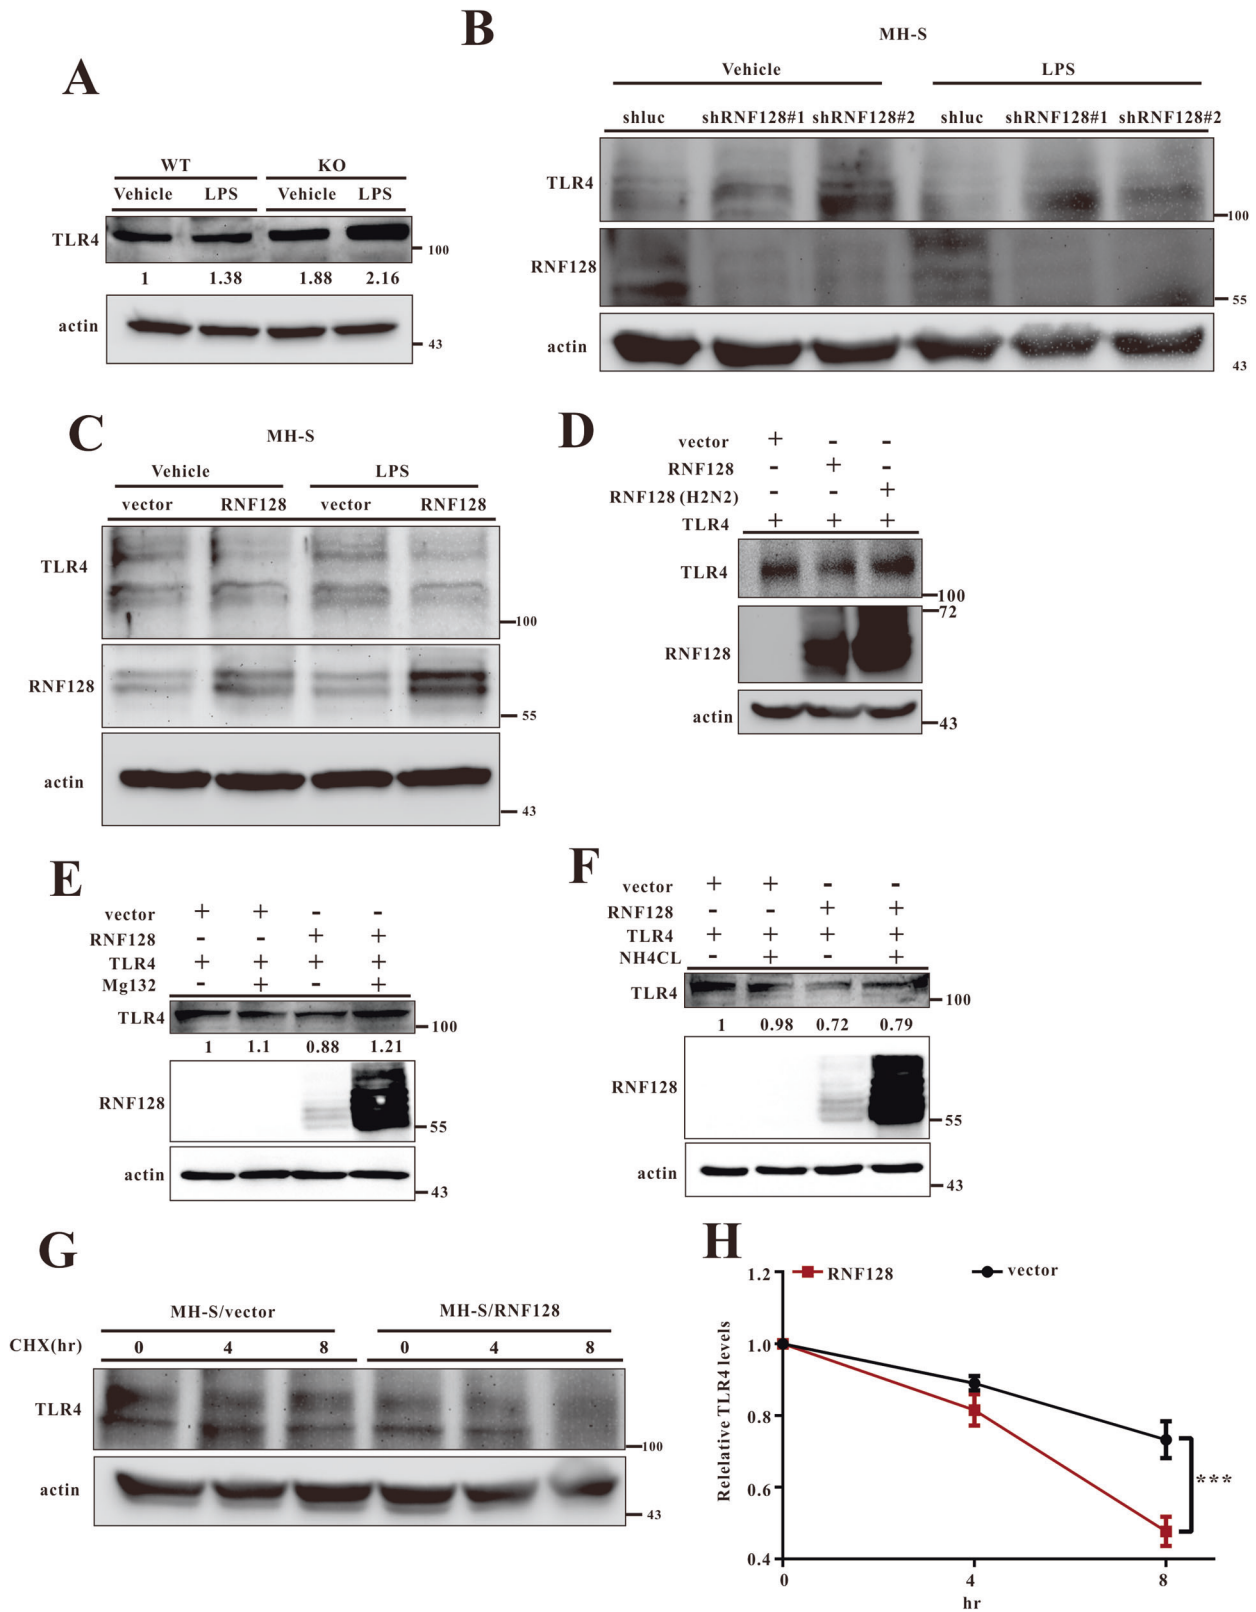 A
WT KO
Vehicle LPS Vehicle LPS
TLR4
100
1 1.38 1.88 2.16
actin
43
B
MH-S
Vehicle LPS
shluc shRNF128#1 shRNF128#2 shluc shRNF128#1 shRNF128#2
TLR4
100
RNF128
55
actin
43
C
MH-S
Vehicle LPS
vector RNF128 vector RNF128
TLR4
100
RNF128
55
actin
43
D
vector + - -
RNF128 - + -
RNF128 (H2N2) - - +
TLR4 + + +
TLR4
100
72
RNF128
actin
43
E
vector + + - -
RNF128 - - + +
TLR4 + + + +
Mg132 - + - +
TLR4
100
1 1.1 0.88 1.21
RNF128
55
actin
43
F
vector + + - -
RNF128 - - + +
TLR4 + + + +
NH4CL - + - +
TLR4
100
1 0.98 0.72 0.79
RNF128
55
actin
43
G
MH-S/vector MH-S/RNF128
CHX(hr) 0 4 8 0 4 8
TLR4
100
actin
43
H
RNF128 vector
1.2
1.0
0.8
0.6
0.4
Relelative TLR4 levels
***
0 4 8
hr